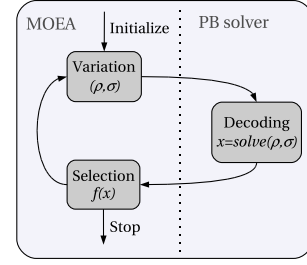 MOEA
PB solver
Initialize
Variation
(ρ,σ)
Decoding
x=solve(ρ,σ)
Selection
f(x)
Stop